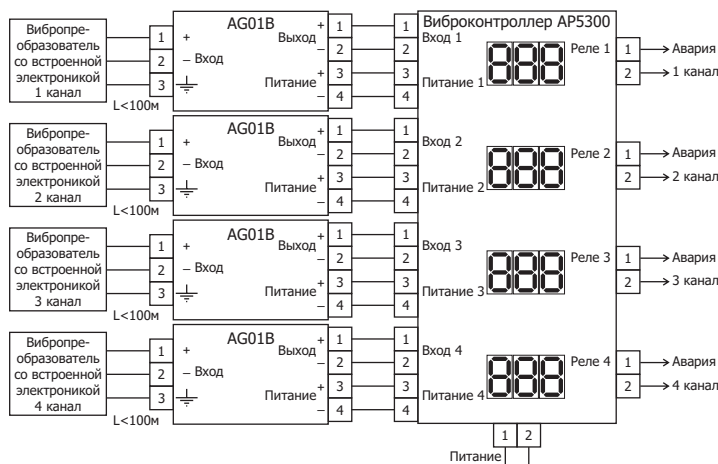 Вибропре-
образователь
со встроенной
электроникой
1 канал
1
2
3
+
– Вход
L<100м
AG01B
Выход
+
–
Питание
+
–
1
2
3
4
1
2
3
4
Виброконтроллер AP5300
Вход 1
Питание 1
888
Реле 1
1
2
Авария
1 канал
Вибропре-
образователь
со встроенной
электроникой
2 канал
1
2
3
+
– Вход
L<100м
AG01B
Выход
+
–
Питание
+
–
1
2
3
4
1
2
3
4
Вход 2
Питание 2
888
Реле 2
1
2
Авария
2 канал
Вибропре-
образователь
со встроенной
электроникой
3 канал
1
2
3
+
– Вход
L<100м
AG01B
Выход
+
–
Питание
+
–
1
2
3
4
1
2
3
4
Вход 3
Питание 3
888
Реле 3
1
2
Авария
3 канал
Вибропре-
образователь
со встроенной
электроникой
4 канал
1
2
3
+
– Вход
L<100м
AG01B
Выход
+
–
Питание
+
–
1
2
3
4
1
2
3
4
Вход 4
Питание 4
888
Реле 4
1
2
Авария
4 канал
1 2
Питание